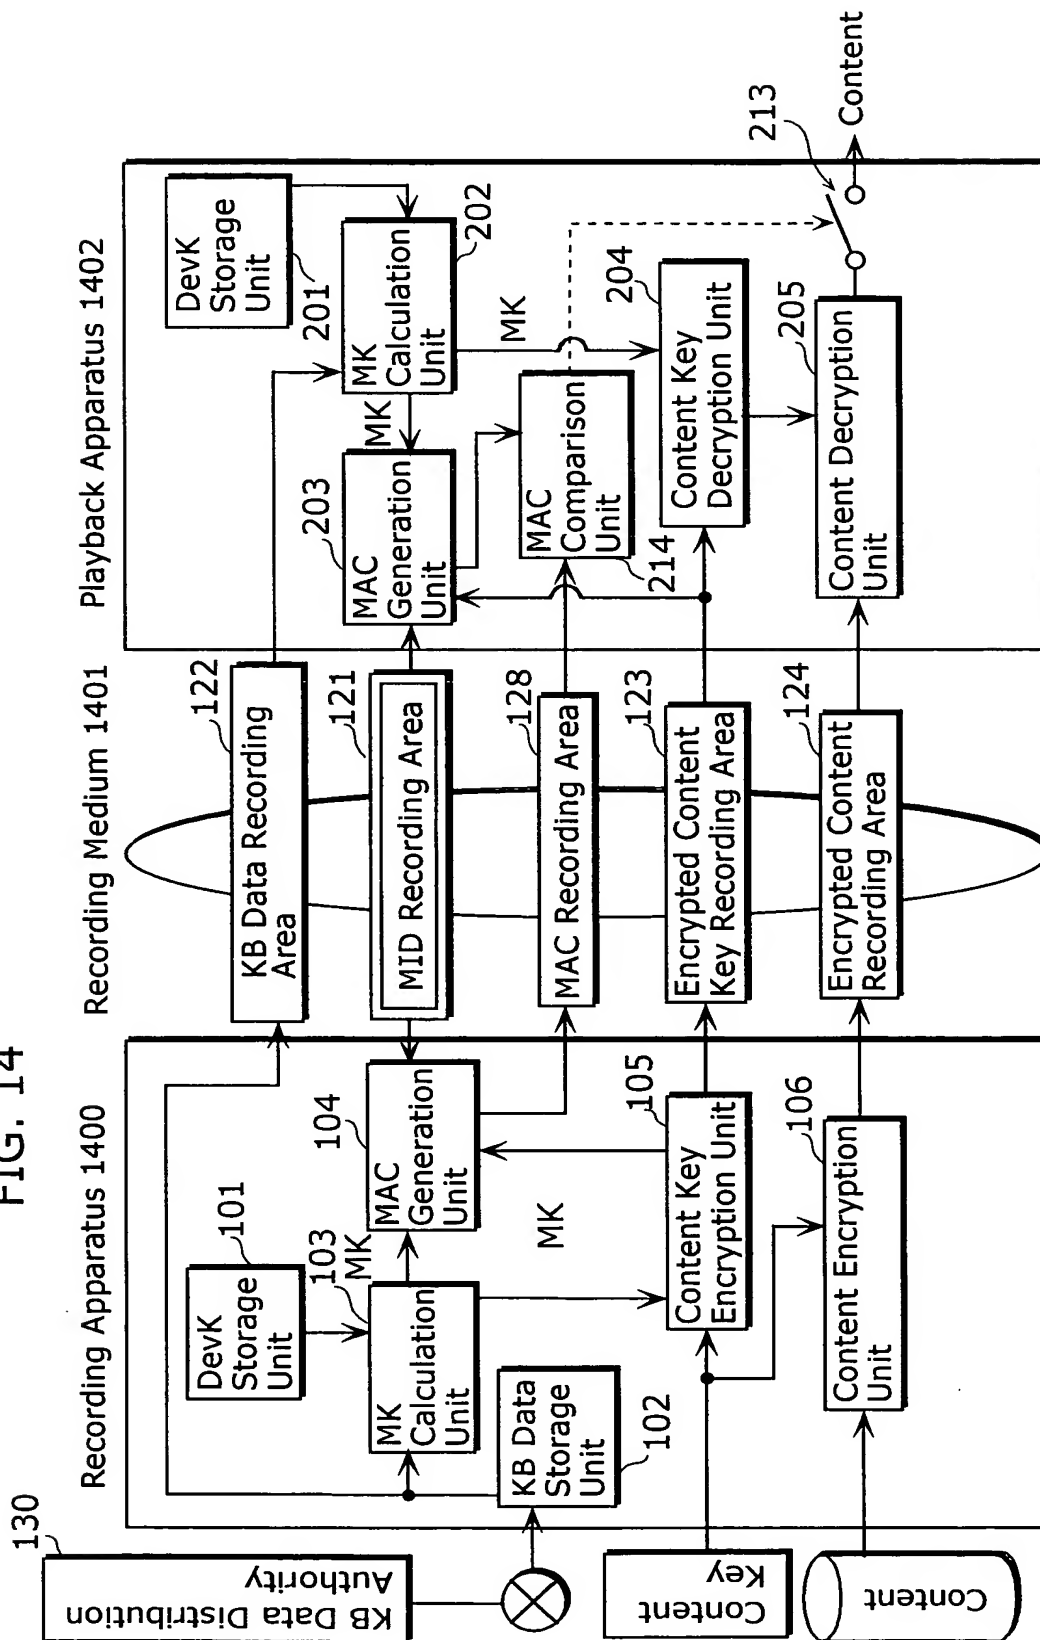 FIG. 14
130
KB Data Distribution
Authority
Content
Key
Content
Recording Apparatus 1400
DevK
Storage
Unit
101
MK
Calculation
Unit
103
MK
KB Data
Storage
Unit
102
MAC
Generation
Unit
104
MK
Content Key
Encryption Unit
105
Content Encryption
Unit
106
Recording Medium 1401
KB Data Recording
Area
122
MID Recording Area
121
MAC Recording Area
128
Encrypted Content
Key Recording Area
123
Encrypted Content
Recording Area
124
Playback Apparatus 1402
DevK
Storage
Unit
201
MK
Calculation
Unit
202
MK
MK
MAC
Generation
Unit
203
MAC
Comparison
Unit
214
Content Key
Decryption Unit
204
Content Decryption
Unit
205
213
Content